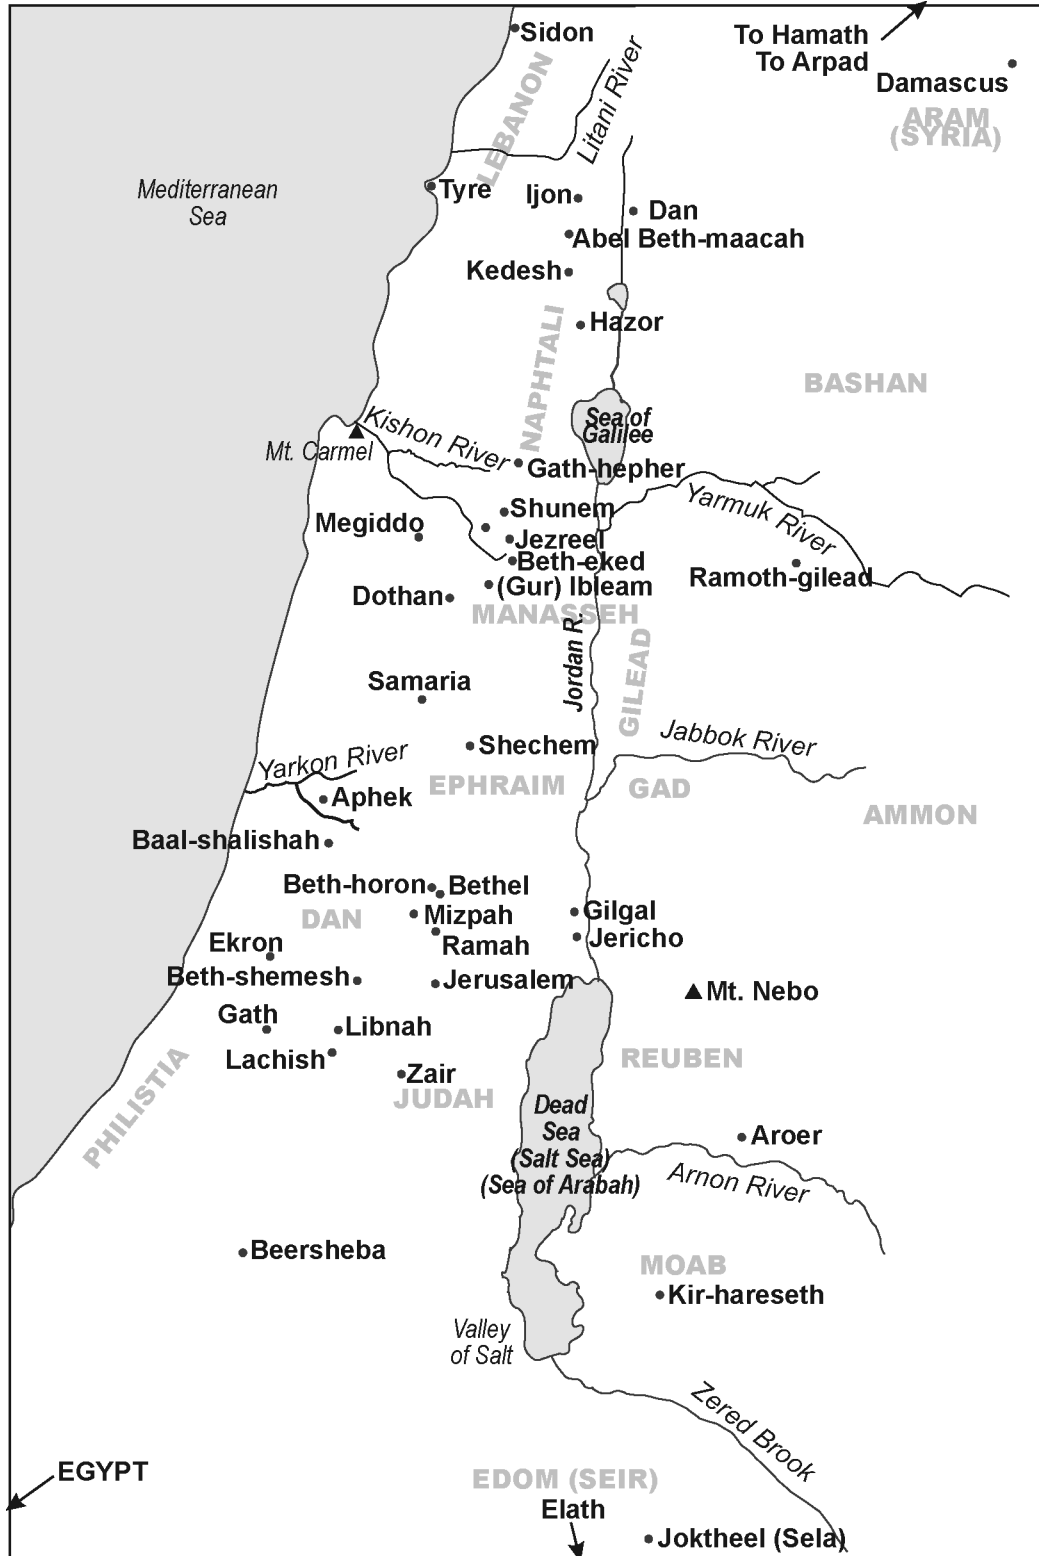 Sidon
To Hamath
To Arpad
Damascus
ARAM
(SYRIA)
LEBANON
Litani River
Mediterranean
Sea
Tyre
Ijon
Dan
Abel Beth-maacah
Kedesh
Hazor
NAPHTALI
BASHAN
Sea of
Galilee
Kishon River
Mt. Carmel
Gath-hepher
Yarmuk River
Shunem
Megiddo
Jezreel
Beth-eked
Ramoth-gilead
(Gur) Ibleam
Dothan
MANASSEH
Jordan R.
GILEAD
Samaria
Shechem
Jabbok River
Yarkon River
EPHRAIM
GAD
Aphek
AMMON
Baal-shalishah
Beth-horon
Bethel
DAN
Mizpah
Gilgal
Ramah
Jericho
Ekron
Beth-shemesh
Jerusalem
Mt. Nebo
Gath
Libnah
Lachish
REUBEN
Zair
JUDAH
PHILISTIA
Dead
Sea
(Salt Sea)
(Sea of Arabah)
Aroer
Arnon River
Beersheba
MOAB
Kir-hareseth
Valley
of Salt
Zered Brook
EGYPT
EDOM (SEIR)
Elath
Joktheel (Sela)